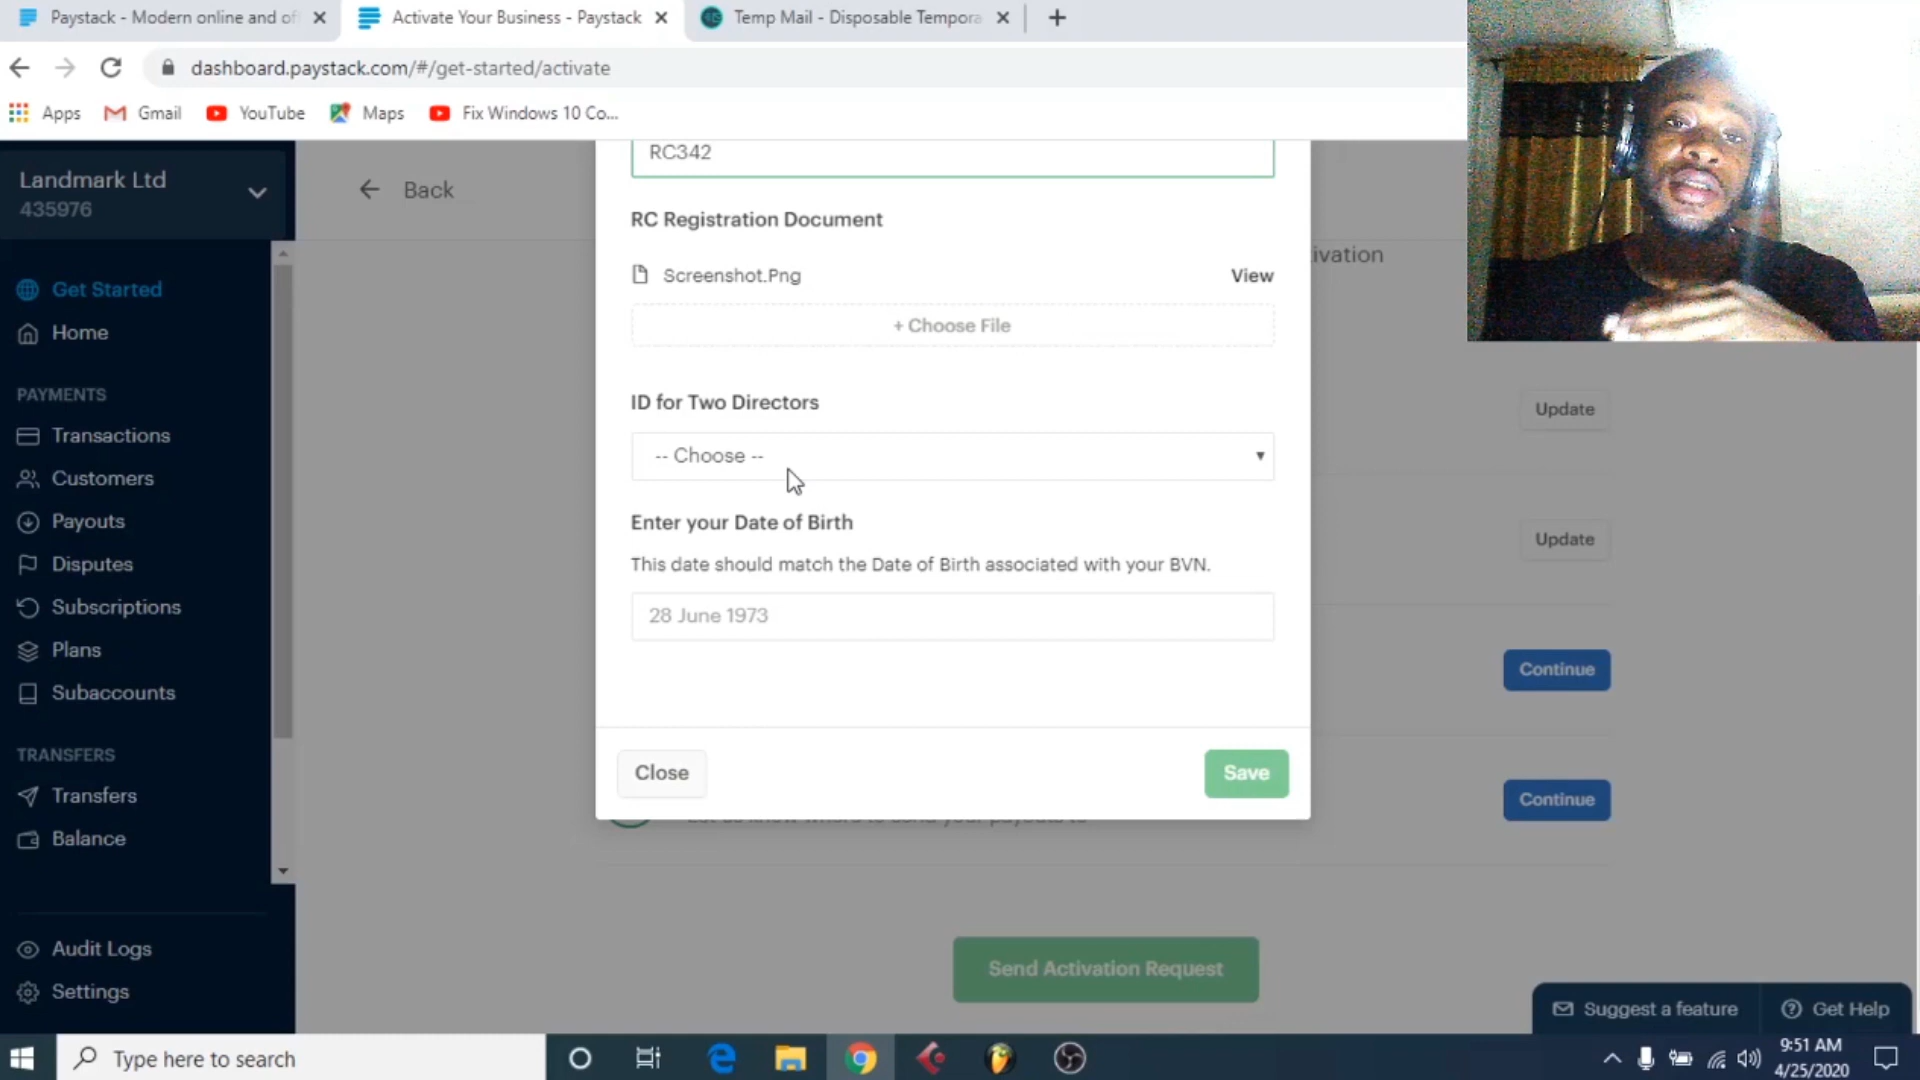 Paystack - Modern online and of
Activate Your Business - Paystack
Temp Mail - Disposable Tempora
dashboard.paystack.com/#/get-started/activate
Apps
Gmail
YouTube
Maps
Fix Windows 10 Co...
Landmark Ltd
435976
Get Started
Home
PAYMENTS
Transactions
Customers
Payouts
Disputes
Subscriptions
Plans
Subaccounts
TRANSFERS
Transfers
Balance
Audit Logs
Settings
Back
ivation
RC342
RC Registration Document
Screenshot.Png
View
+ Choose File
ID for Two Directors
-- Choose --
Enter your Date of Birth
This date should match the Date of Birth associated with your BVN.
28 June 1973
Close
Save
Update
Update
Continue
Continue
Send Activation Request
Suggest a feature
Get Help
Type here to search
9:51 AM
4/25/2020